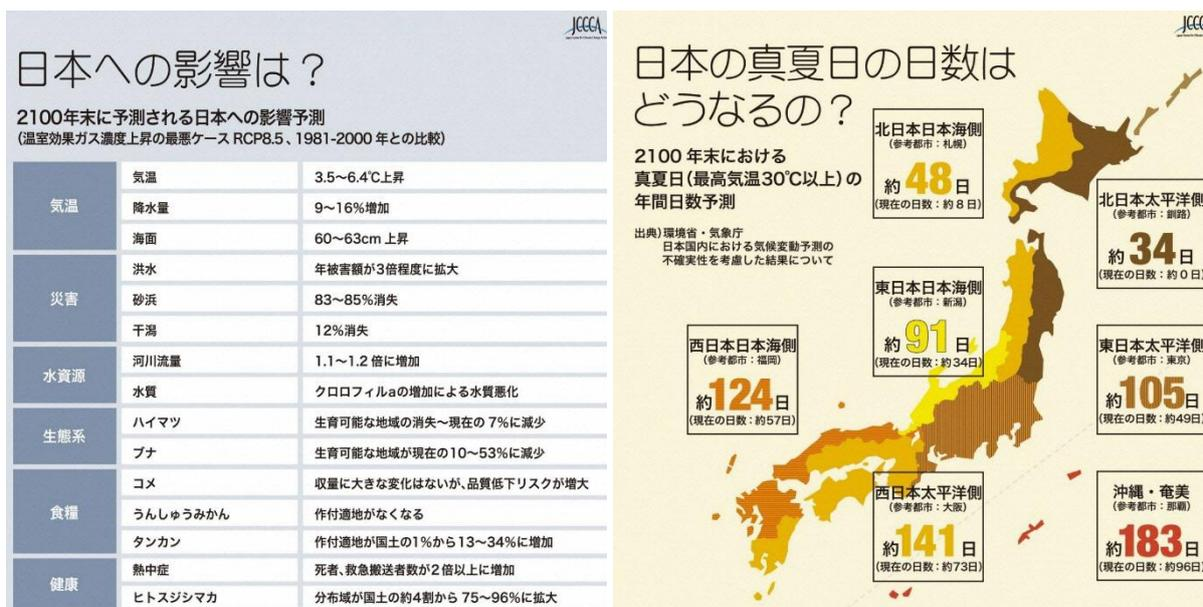 JCCCA
日本への影響は？
2100年末に予測される日本への影響予測
（温室効果ガス濃度上昇の最悪ケース RCP8.5、1981-2000 年との比較）
気温
気温 3.5～6.4℃上昇
降水量 9～16%増加
海面 60～63cm 上昇
災害
洪水 年被害額が3倍程度に拡大
砂浜 83～85%消失
干潟 12%消失
水資源
河川流量 1.1～1.2 倍に増加
水質 クロロフィルaの増加による水質悪化
生態系
ハイマツ 生育可能な地域の消失～現在の 7%に減少
ブナ 生育可能な地域が現在の10～53%に減少
食糧
コメ 収量に大きな変化はないが、品質低下リスクが増大
うんしゅうみかん 作付適地がなくなる
タンカン 作付適地が国土の1%から13～34%に増加
健康
熱中症 死者、救急搬送者数が2倍以上に増加
ヒトスジシマカ 分布域が国土の約4割から 75～96%に拡大
日本の真夏日の日数は
どうなるの？
2100 年末における
真夏日（最高気温30℃以上）の
年間日数予測
出典）環境省・気象庁
日本国内における気候変動予測の
不確実性を考慮した結果について
北日本日本海側
（参考都市：札幌）
約48日
（現在の日数：約8日）
北日本太平洋側
（参考都市：釧路）
約34日
（現在の日数：約0日）
東日本日本海側
（参考都市：新潟）
約91日
（現在の日数：約34日）
西日本日本海側
（参考都市：福岡）
約124日
（現在の日数：約57日）
東日本太平洋側
（参考都市：東京）
約105日
（現在の日数：約49日）
西日本太平洋側
（参考都市：大阪）
約141日
（現在の日数：約73日）
沖縄・奄美
（参考都市：那覇）
約183日
（現在の日数：約96日）